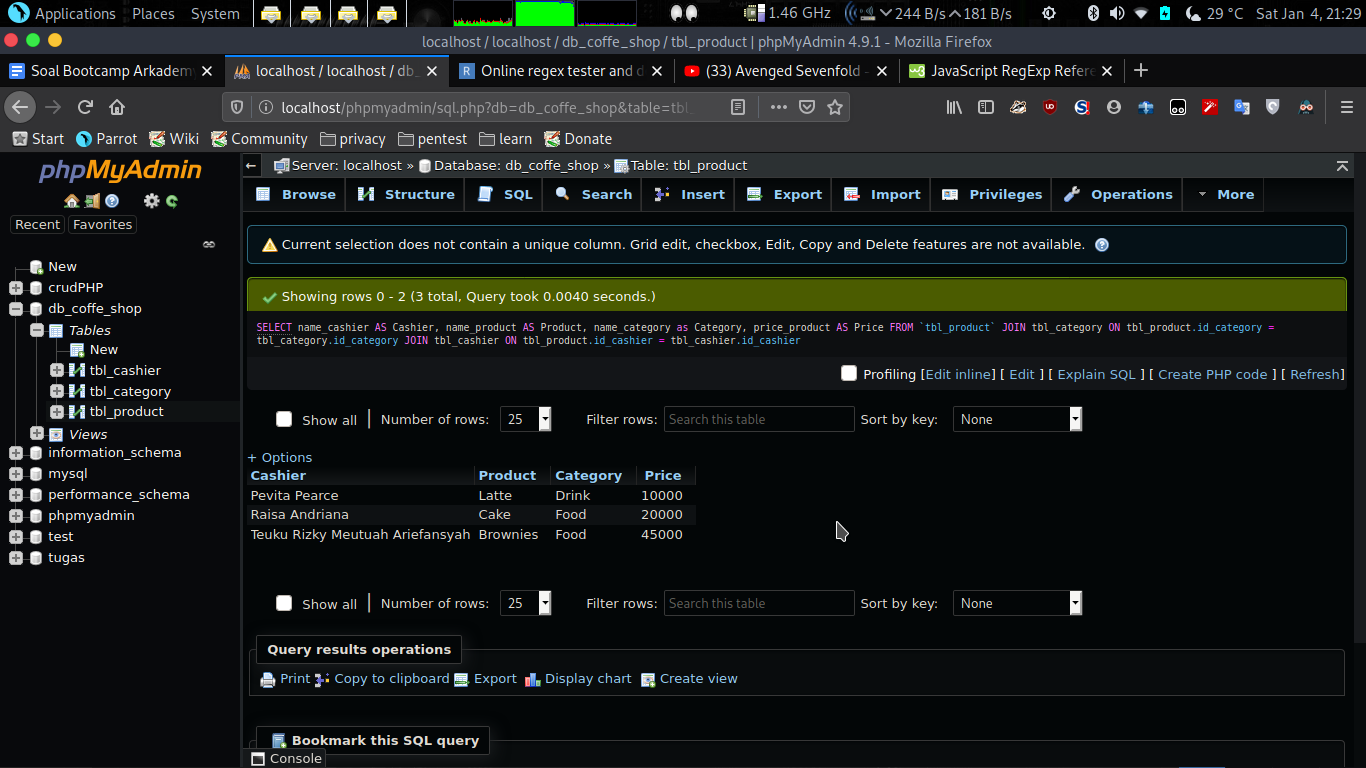 Applications Places System 1.46 GHz 244 B/s 181 B/s 29 °C Sat Jan 4, 21:29
localhost / localhost / db_coffe_shop / tbl_product | phpMyAdmin 4.9.1 - Mozilla Firefox
Soal Bootcamp Arkadem localhost / localhost / db_ Online regex tester and d (33) Avenged Sevenfold - JavaScript RegExp Refere
localhost/phpmyadmin/sql.php?db=db_coffe_shop&table=tbl_
Start Parrot Wiki Community privacy pentest learn Donate
phpMyAdmin
Recent Favorites
New
crudPHP
db_coffe_shop
Tables
New
tbl_cashier
tbl_category
tbl_product
Views
information_schema
mysql
performance_schema
phpmyadmin
test
tugas
Server: localhost » Database: db_coffe_shop » Table: tbl_product
Browse Structure SQL Search Insert Export Import Privileges Operations More
Current selection does not contain a unique column. Grid edit, checkbox, Edit, Copy and Delete features are not available.
Showing rows 0 - 2 (3 total, Query took 0.0040 seconds.)
SELECT name_cashier AS Cashier, name_product AS Product, name_category as Category, price_product AS Price FROM `tbl_product` JOIN tbl_category ON tbl_product.id_category =
tbl_category.id_category JOIN tbl_cashier ON tbl_product.id_cashier = tbl_cashier.id_cashier
Profiling [Edit inline] [ Edit ] [ Explain SQL ] [ Create PHP code ] [ Refresh]
Show all | Number of rows: 25 Filter rows: Search this table Sort by key: None
+ Options
Cashier Product Category Price
Pevita Pearce Latte Drink 10000
Raisa Andriana Cake Food 20000
Teuku Rizky Meutuah Ariefansyah Brownies Food 45000
Show all | Number of rows: 25 Filter rows: Search this table Sort by key: None
Query results operations
Print Copy to clipboard Export Display chart Create view
Bookmark this SQL query
Console